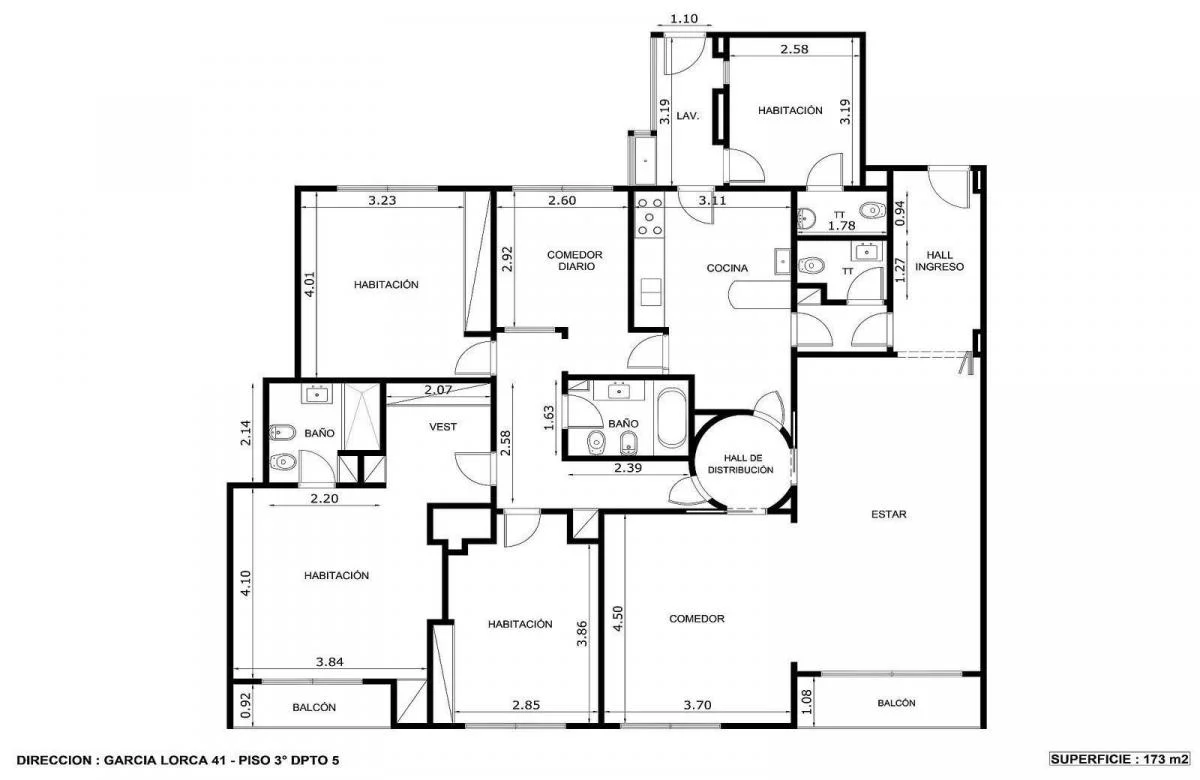 1.10
2.58
3.19
LAV.
HABITACIÓN
3.19
3.23
2.60
3.11
0.94
TT
1.78
4.01
HABITACIÓN
2.92
COMEDOR
DIARIO
COCINA
TT
1.27
HALL
INGRESO
2.07
2.14
BAÑO
VEST
2.58
1.63
BAÑO
2.39
HALL DE
DISTRIBUCIÓN
2.20
ESTAR
4.10
HABITACIÓN
3.84
HABITACIÓN
3.86
4.50
COMEDOR
0.92
BALCÓN
2.85
3.70
1.08
BALCÓN
DIRECCION : GARCIA LORCA 41 - PISO 3° DPTO 5
SUPERFICIE : 173 m2